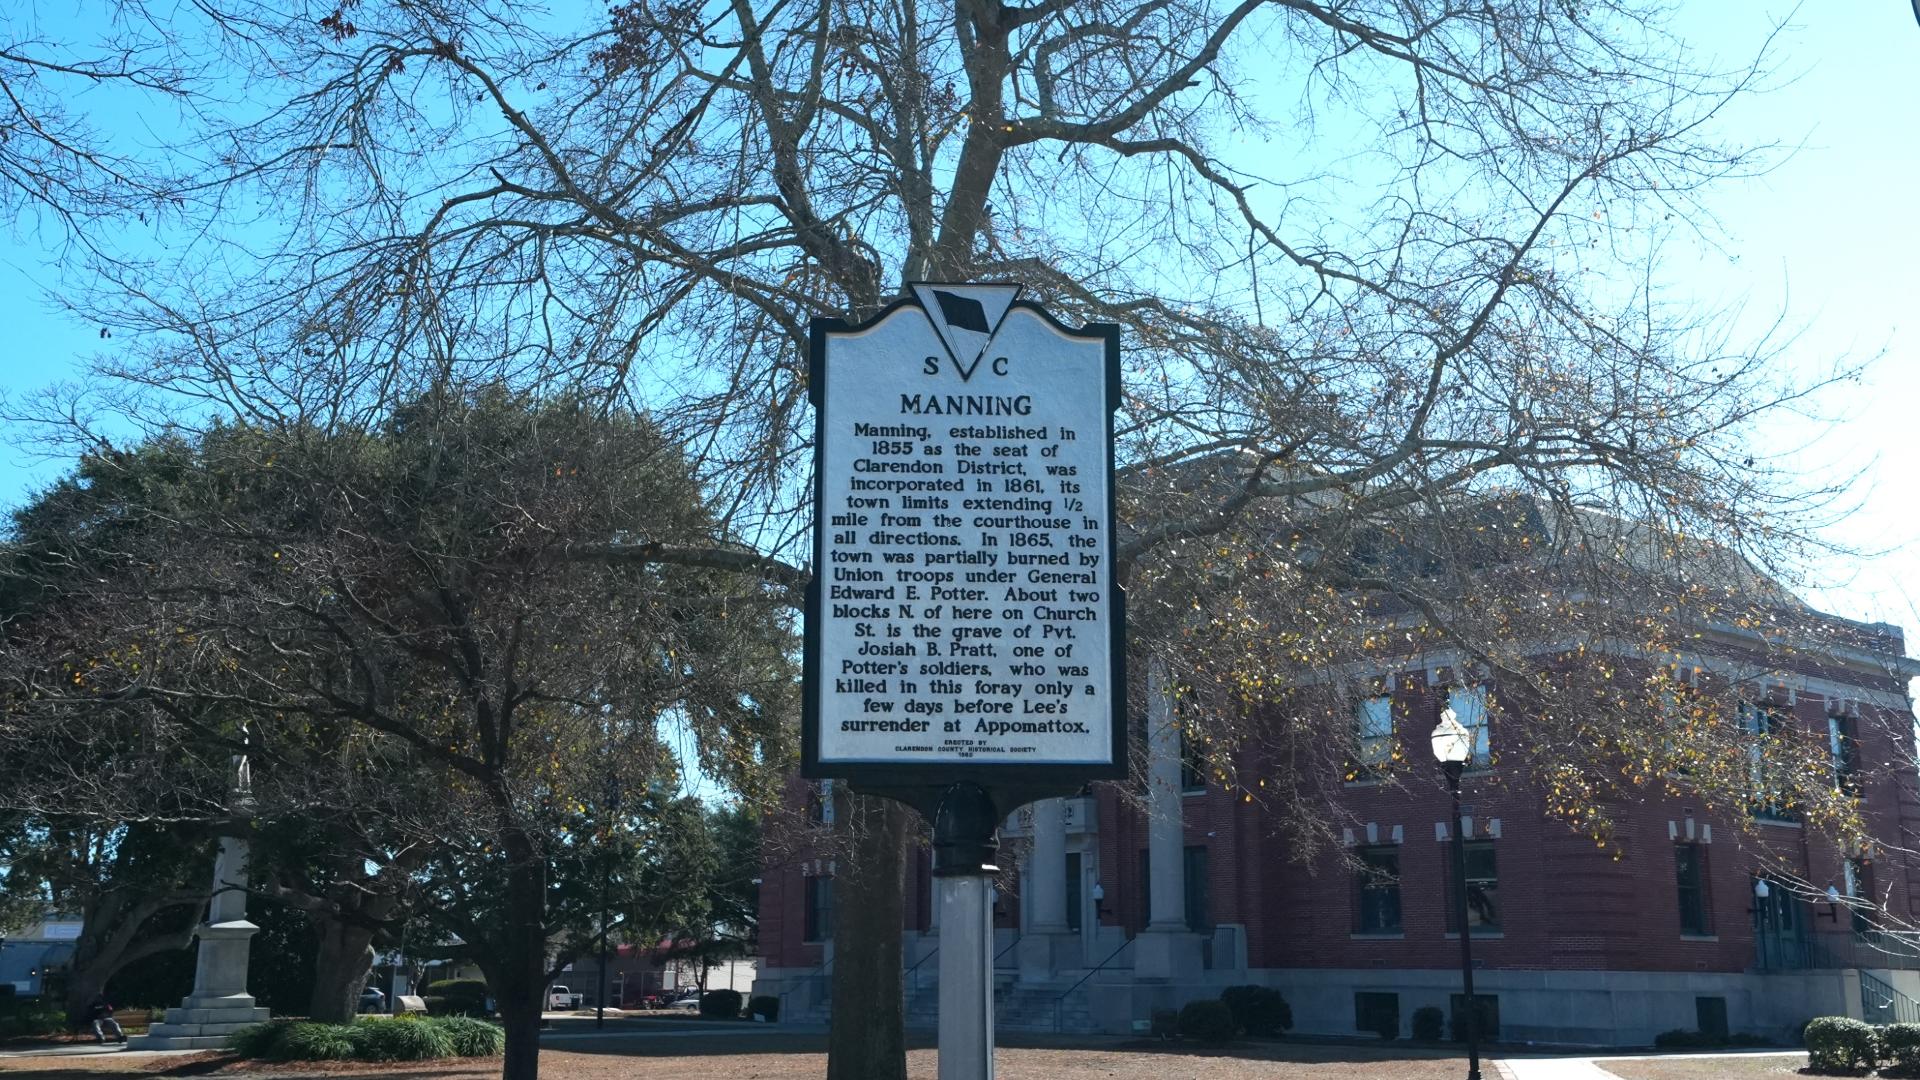 S C
MANNING
Manning, established in
1855 as the seat of
Clarendon District, was
incorporated in 1861, its
town limits extending 1/2
mile from the courthouse in
all directions. In 1865, the
town was partially burned by
Union troops under General
Edward E. Potter. About two
blocks N. of here on Church
St. is the grave of Pvt.
Josiah B. Pratt, one of
Potter's soldiers, who was
killed in this foray only a
few days before Lee's
surrender at Appomattox.
ERECTED BY
CLARENDON COUNTY HISTORICAL SOCIETY